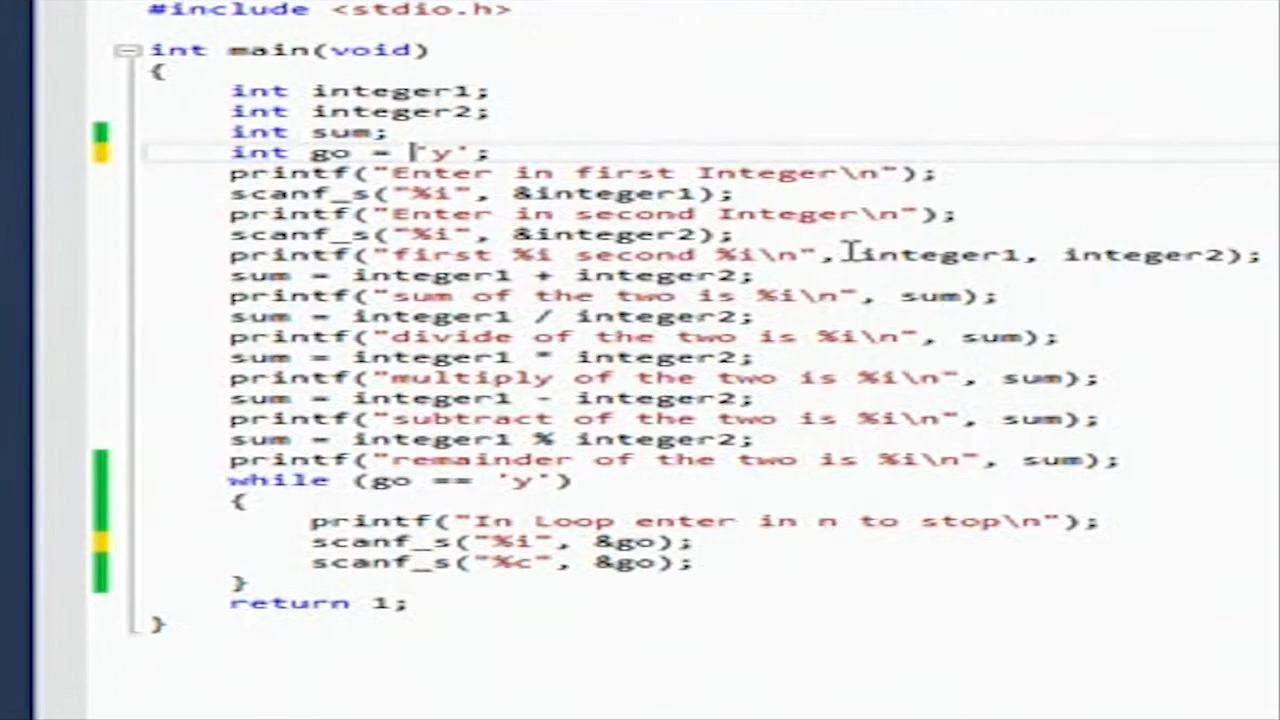 #include <stdio.h>
int main(void)
{
int integer1;
int integer2;
int sum;
int go = 'y';
printf("Enter in first Integer\n");
scanf_s("%i", &integer1);
printf("Enter in second Integer\n");
scanf_s("%i", &integer2);
printf("first %i second %i\n", integer1, integer2);
sum = integer1 + integer2;
printf("sum of the two is %i\n", sum);
sum = integer1 / integer2;
printf("divide of the two is %i\n", sum);
sum = integer1 * integer2;
printf("multiply of the two is %i\n", sum);
sum = integer1 - integer2;
printf("subtract of the two is %i\n", sum);
sum = integer1 % integer2;
printf("remainder of the two is %i\n", sum);
while (go == 'y')
{
printf("In Loop enter in n to stop\n");
scanf_s("%i", &go);
scanf_s("%c", &go);
}
return 1;
}